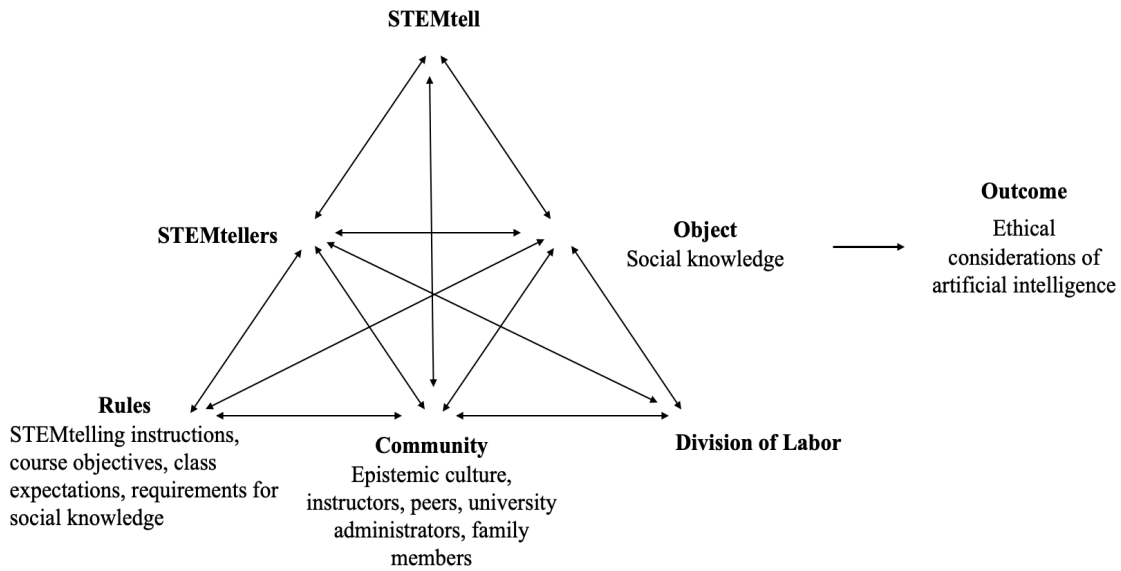 STEMtell
STEMtellers
Object
Social knowledge
Outcome
Ethical
considerations of
artificial intelligence
Rules
STEMtelling instructions,
course objectives, class
expectations, requirements for
social knowledge
Community
Epistemic culture,
instructors, peers, university
administrators, family
members
Division of Labor